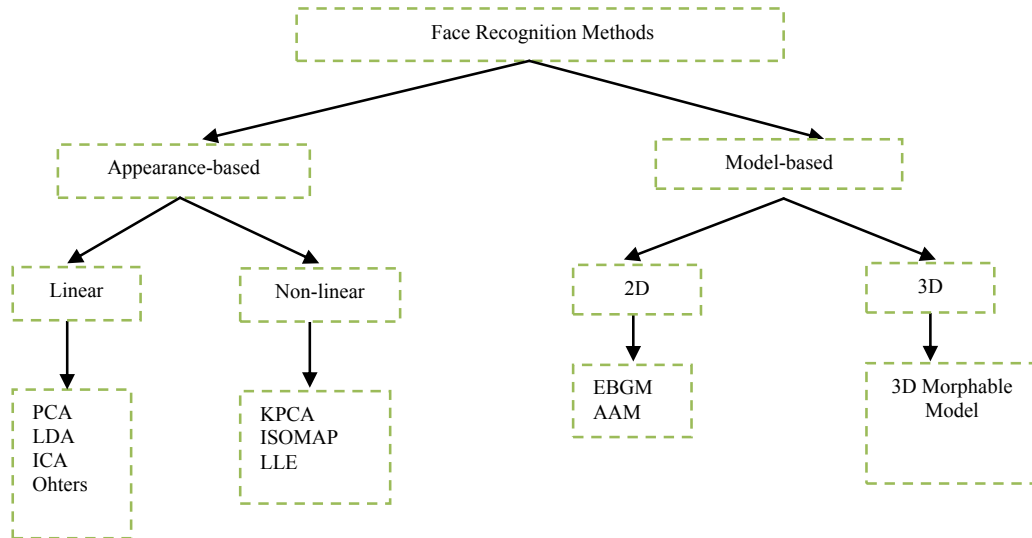 Face Recognition Methods
Appearance-based
Model-based
Linear
Non-linear
2D
3D
PCA
LDA
ICA
Ohters
KPCA
ISOMAP
LLE
EBGM
AAM
3D Morphable
Model